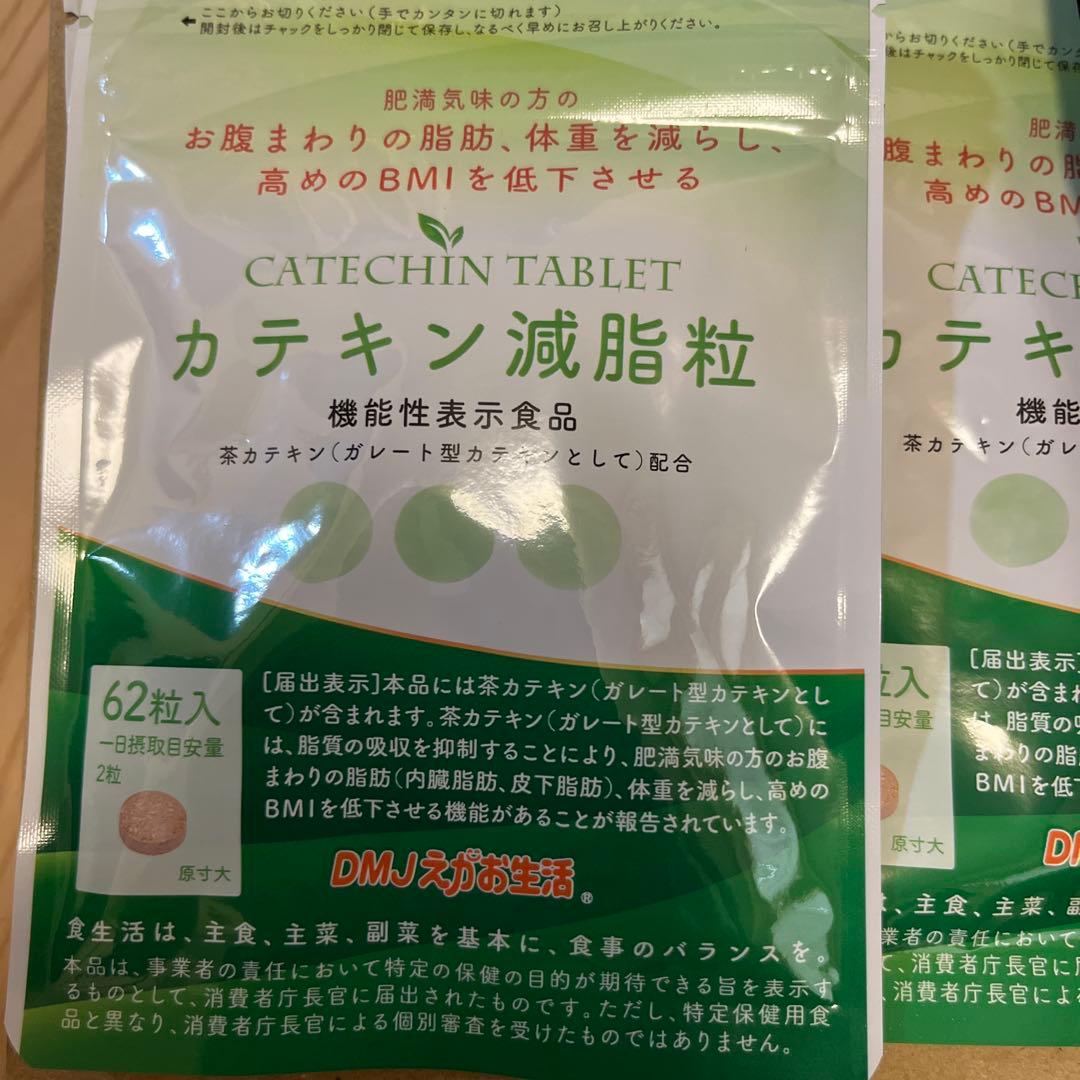 ここからお切りください(手でカンタンに切れます)
開封後はチャックをしっかり閉じて保存し、なるべく早めにお召し上がりください。
肥満気味の方の
お腹まわりの脂肪、体重を減らし、
高めのBMIを低下させる
CATECHIN TABLET
カテキン減脂粒
機能性表示食品
茶カテキン(ガレート型カテキンとして)配合
62粒入
一日摂取目安量
2粒
原寸大
[届出表示]本品には茶カテキン(ガレート型カテキンとし
て)が含まれます。茶カテキン(ガレート型カテキンとして)に
は、脂質の吸収を抑制することにより、肥満気味の方のお腹
まわりの脂肪(内臓脂肪、皮下脂肪)、体重を減らし、高めの
BMIを低下させる機能があることが報告されています。
DMJえがお生活®
食生活は、主食、主菜、副菜を基本に、食事のバランスを。
本品は、事業者の責任において特定の保健の目的が期待できる旨を表示す
るものとして、消費者庁長官に届出されたものです。ただし、特定保健用食
品と異なり、消費者庁長官による個別審査を受けたものではありません。
からお切りください(手でカンタ
後はチャックをしっかり閉じて保存
肥満
腹まわりの脂
高めのBM
CATECH
カテキ
機能
茶カテキン(ガレ
粒入
目安量
原寸大
[届出表示]
て)が含まれ
は、脂質の吸
まわりの脂
BMIを低下
DM
、主食、主菜、副
業者の責任において
て、消費者庁長官に届
、消費者庁長官による